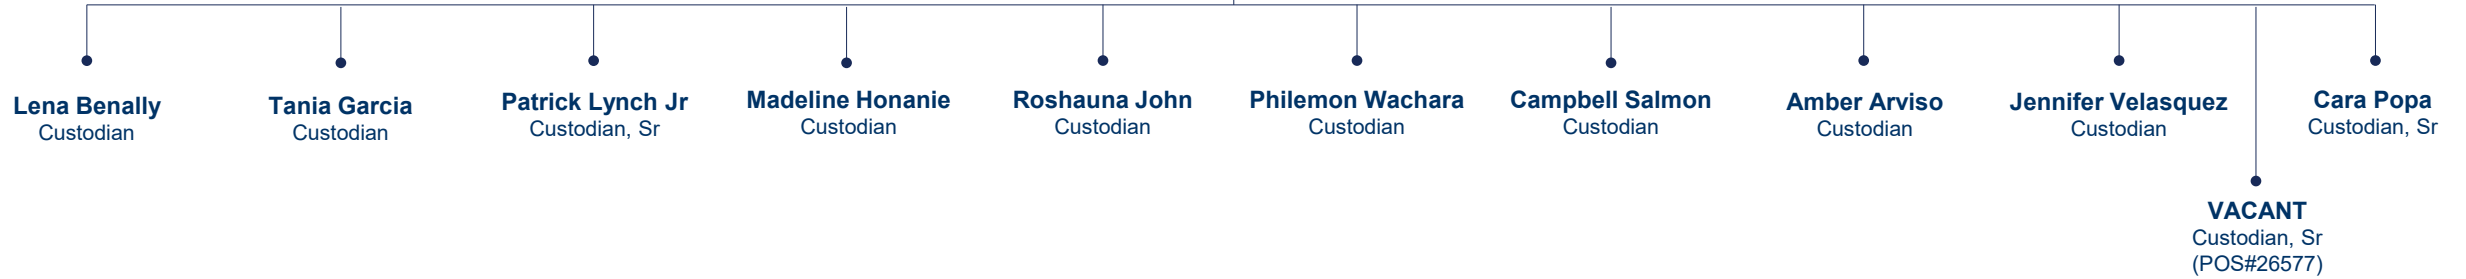 Lena Benally
Custodian
Tania Garcia
Custodian
Patrick Lynch Jr
Custodian, Sr
Madeline Honanie
Custodian
Roshauna John
Custodian
Philemon Wachara
Custodian
Campbell Salmon
Custodian
Amber Arviso
Custodian
Jennifer Velasquez
Custodian
Cara Popa
Custodian, Sr
VACANT
Custodian, Sr
(POS#26577)